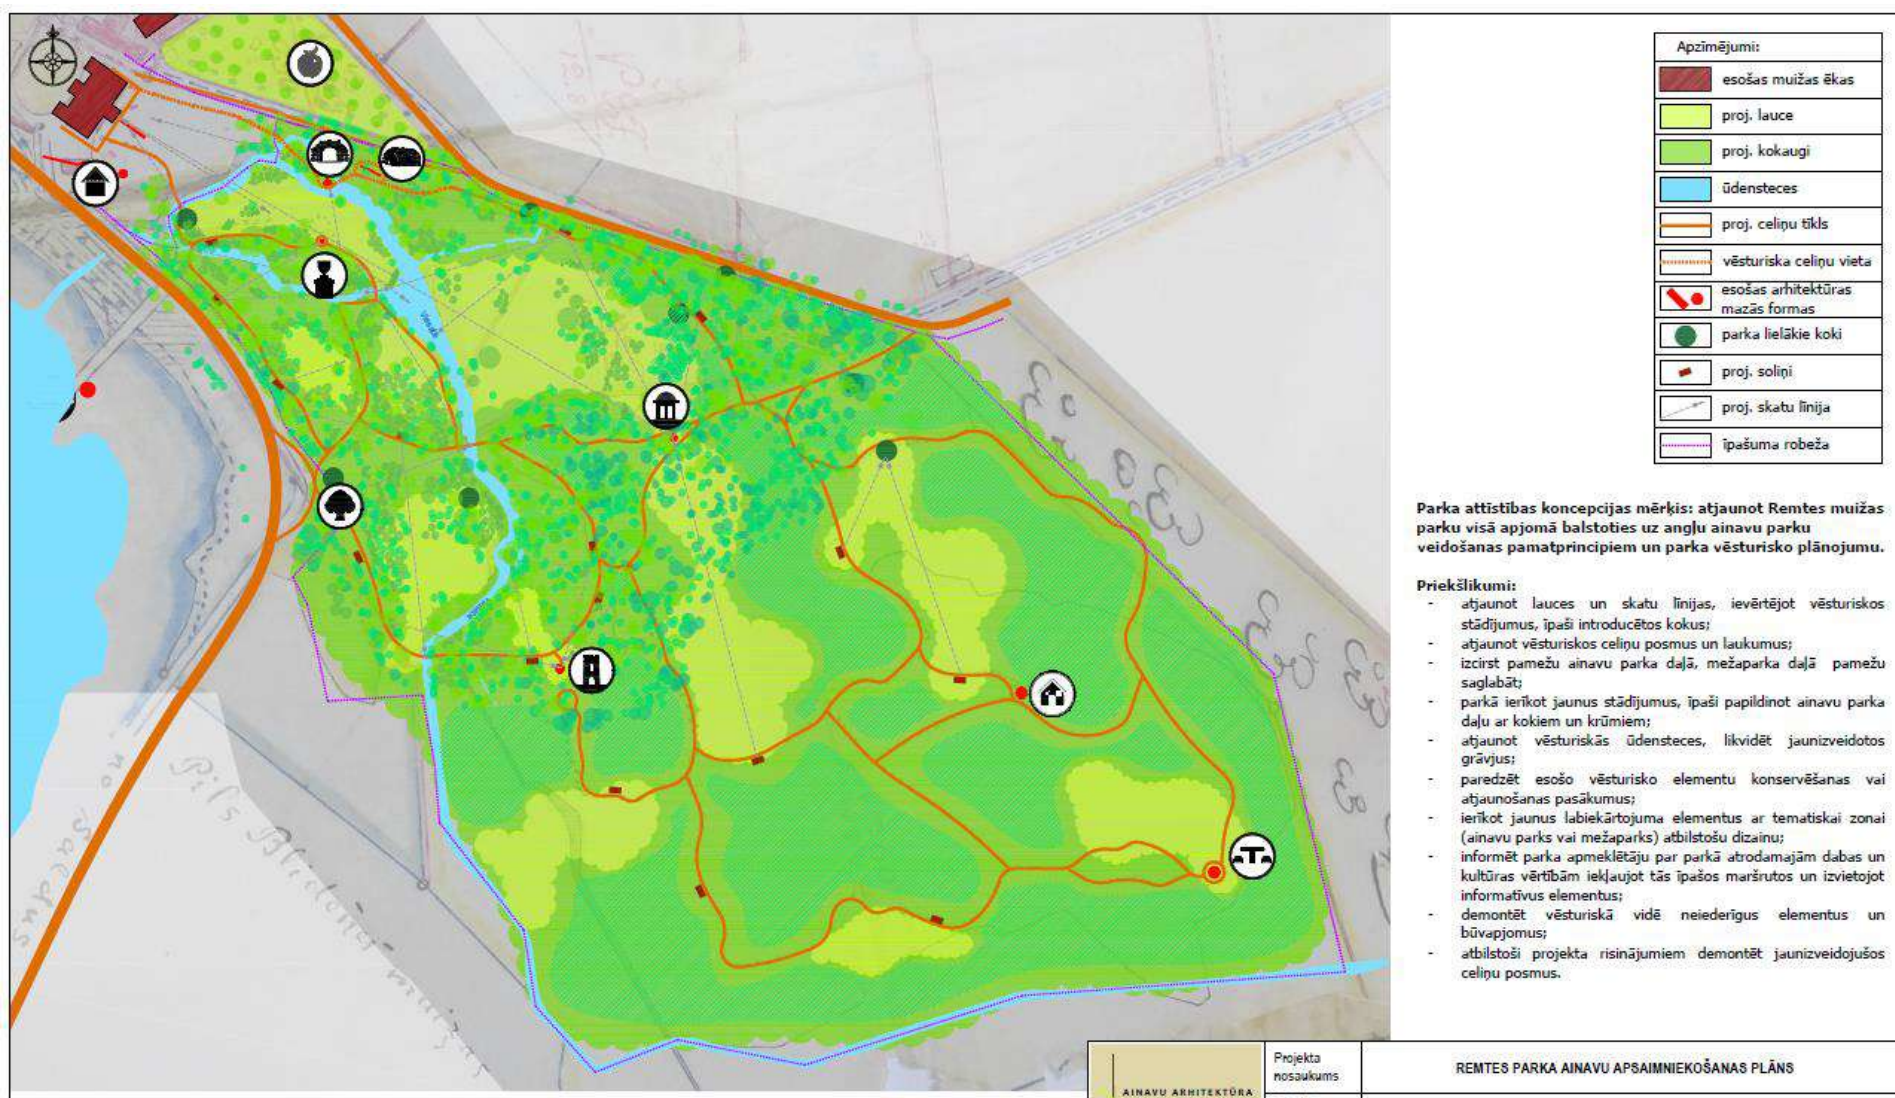 Apzīmējumi:
esošas muižas ēkas
proj. lauce
proj. kokaugi
ūdensteces
proj. celiņu tīkls
vēsturiska celiņu vieta
esošas arhitektūras
mazās formas
parka lielākie koki
proj. soliņi
proj. skatu līnija
īpašuma robeža
Parka attīstības koncepcijas mērķis: atjaunot Remtes muižas
parku visā apjomā balstoties uz angļu ainavu parku
veidošanas pamatprincipiem un parka vēsturisko plānojumu.
Priekšlikumi:
- atjaunot lauces un skatu līnijas, ievērtējot vēsturiskos
stādījumus, īpaši introducētos kokus;
- atjaunot vēsturiskos celiņu posmus un laukumus;
- izcirst pamežu ainavu parka daļā, mežaparka daļā pamežu
saglabāt;
- parkā ierīkot jaunus stādījumus, īpaši papildinot ainavu parka
daļu ar kokiem un krūmiem;
- atjaunot vēsturiskās ūdensteces, likvidēt jaunizveidotos
grāvjus;
- paredzēt esošo vēsturisko elementu konservēšanas vai
atjaunošanas pasākumus;
- ierīkot jaunus labiekārtojuma elementus ar tematiskai zonai
(ainavu parks vai mežaparks) atbilstošu dizainu;
- informēt parka apmeklētāju par parkā atrodamajām dabas un
kultūras vērtībām iekļaujot tās īpašos maršrutos un izvietojot
informatīvus elementus;
- demontēt vēsturiskā vidē neiederīgus elementus un
būvapjomus;
- atbilstoši projekta risinājumiem demontēt jaunizveidojušos
celiņu posmus.
Viesata
no
Saldus
Pils
AINAVU ARHITEKTŪRA
Projekta
nosaukums
REMTES PARKA AINAVU APSAIMNIEKOŠANAS PLĀNS